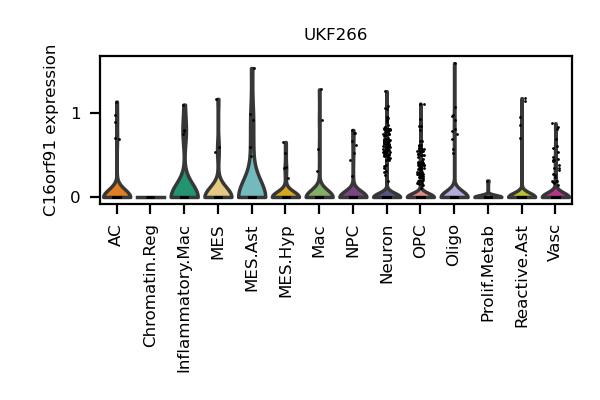 UKF266
C16orf91 expression
1
0
AC
Chromatin.Reg
Inflammatory.Mac
MES
MES.Ast
MES.Hyp
Mac
NPC
Neuron
OPC
Oligo
Prolif.Metab
Reactive.Ast
Vasc